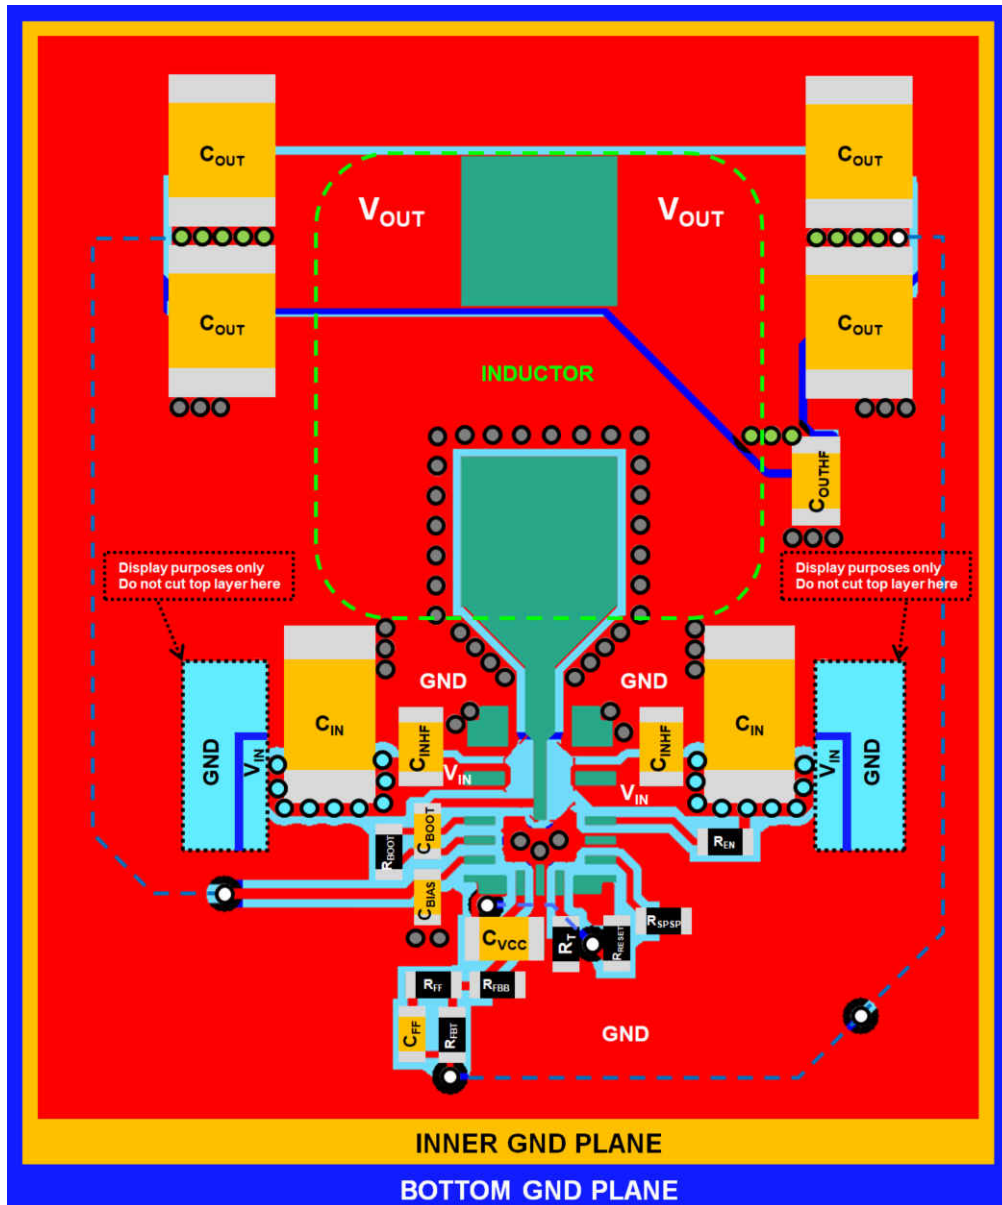 COUT
COUT
VOUT
VOUT
COUT
COUT
INDUCTOR
COUTHF
Display purposes only
Do not cut top layer here
Display purposes only
Do not cut top layer here
GND
GND
CIN
CIN
GND
VIN
CINHF
VIN
CINHF
VIN
VIN
GND
RBOOT
CBOOT
REN
CBIAS
CVCC
RT
RRESET
RSPSP
RFF
RFBB
CFF
RFBT
GND
INNER GND PLANE
BOTTOM GND PLANE